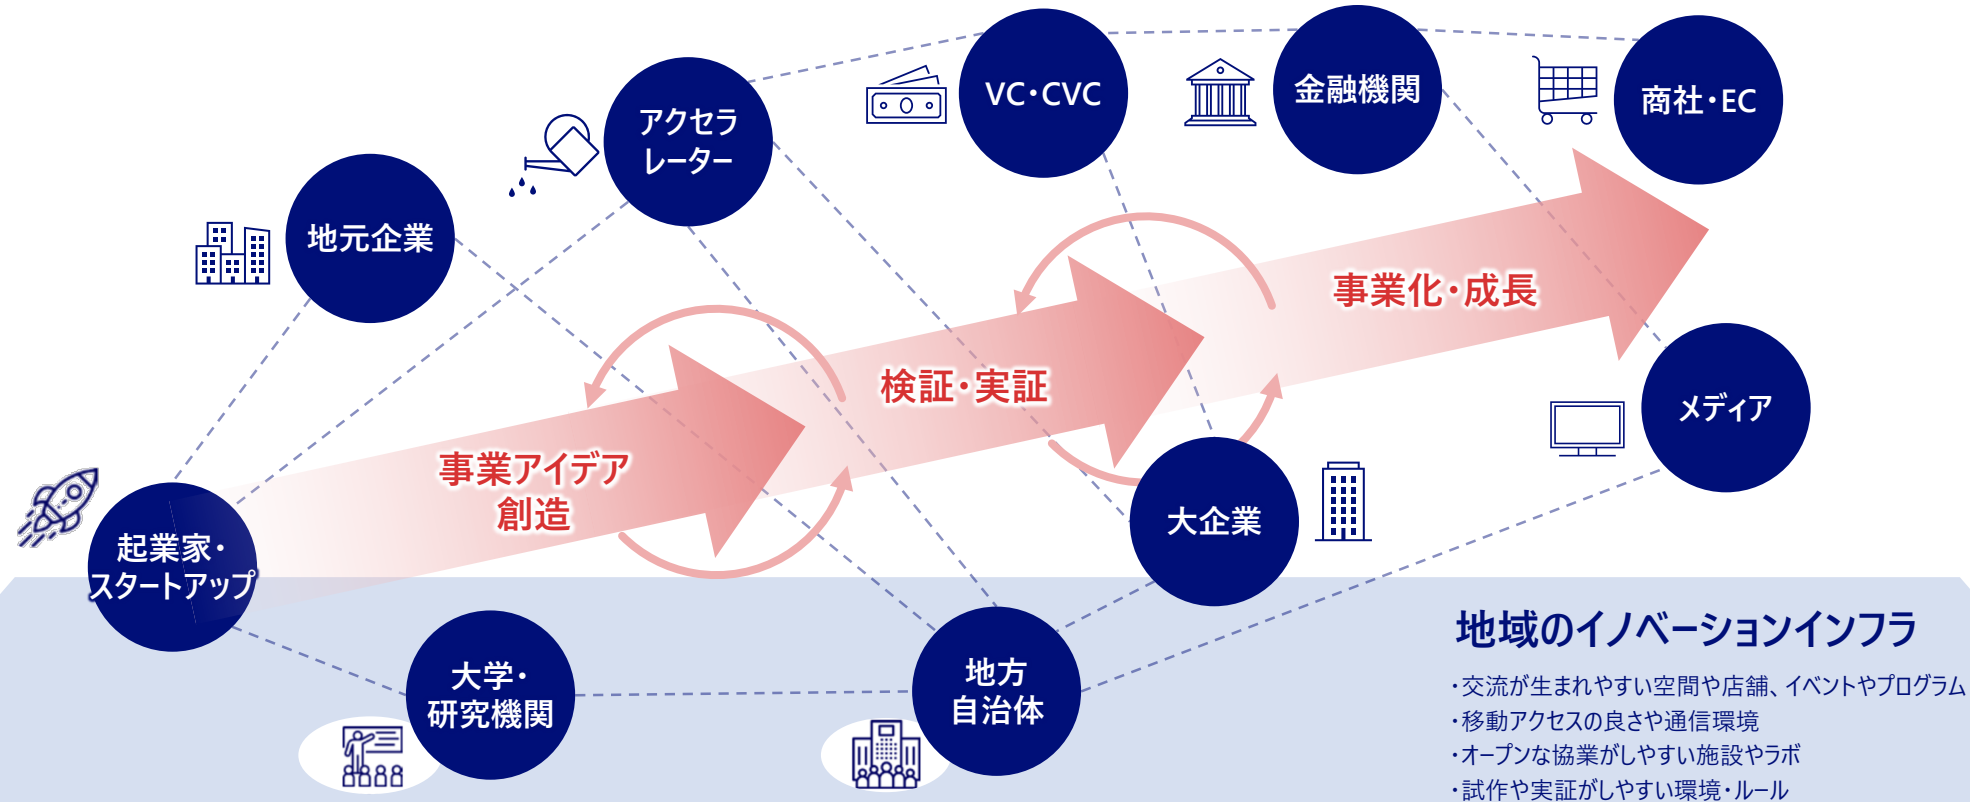 VC・CVC
金融機関
商社・EC
アクセラ
レーター
地元企業
事業化・成長
検証・実証
メディア
事業アイデア
創造
大企業
起業家・
スタートアップ
大学・
研究機関
地方
自治体
地域のイノベーションインフラ
・交流が生まれやすい空間や店舗、イベントやプログラム
・移動アクセスの良さや通信環境
・オープンな協業がしやすい施設やラボ
・試作や実証がしやすい環境・ルール